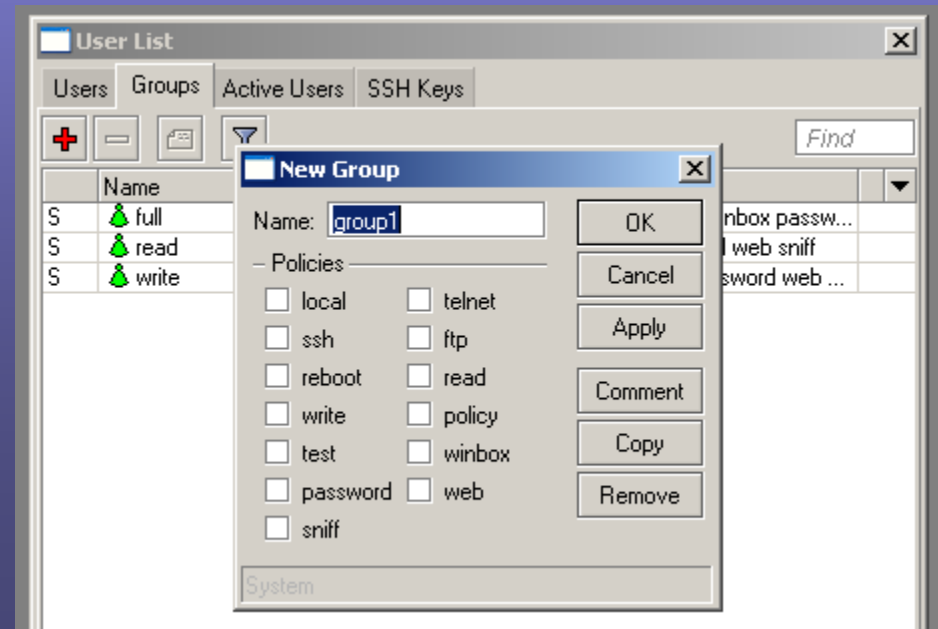 User List
Users Groups Active Users SSH Keys
Find
New Group
Name
Name: group1
OK
S full
nbox passw...
Policies
Cancel
S read
web sniff
S write
sword web ...
local telnet
Apply
ssh ftp
reboot read
Comment
write policy
Copy
test winbox
password web
Remove
sniff
System